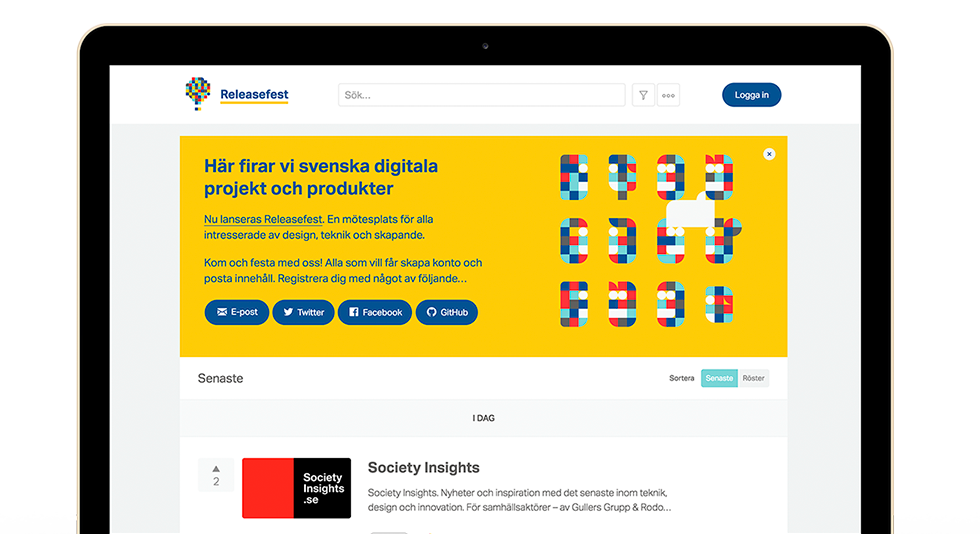 Releasefest
Sök...
Logga in
Här firar vi svenska digitala
projekt och produkter
Nu lanseras Releasefest. En mötesplats för alla
intresserade av design, teknik och skapande.
Kom och festa med oss! Alla som vill får skapa konto och
posta innehåll. Registrera dig med något av följande...
E-post
Twitter
Facebook
GitHub
Senaste
Sortera
Senaste
Röster
I DAG
2
Society
Insights
.se
Society Insights
Society Insights. Nyheter och inspiration med det senaste inom teknik,
design och innovation. För samhällsaktörer – av Gullers Grupp & Rodo...